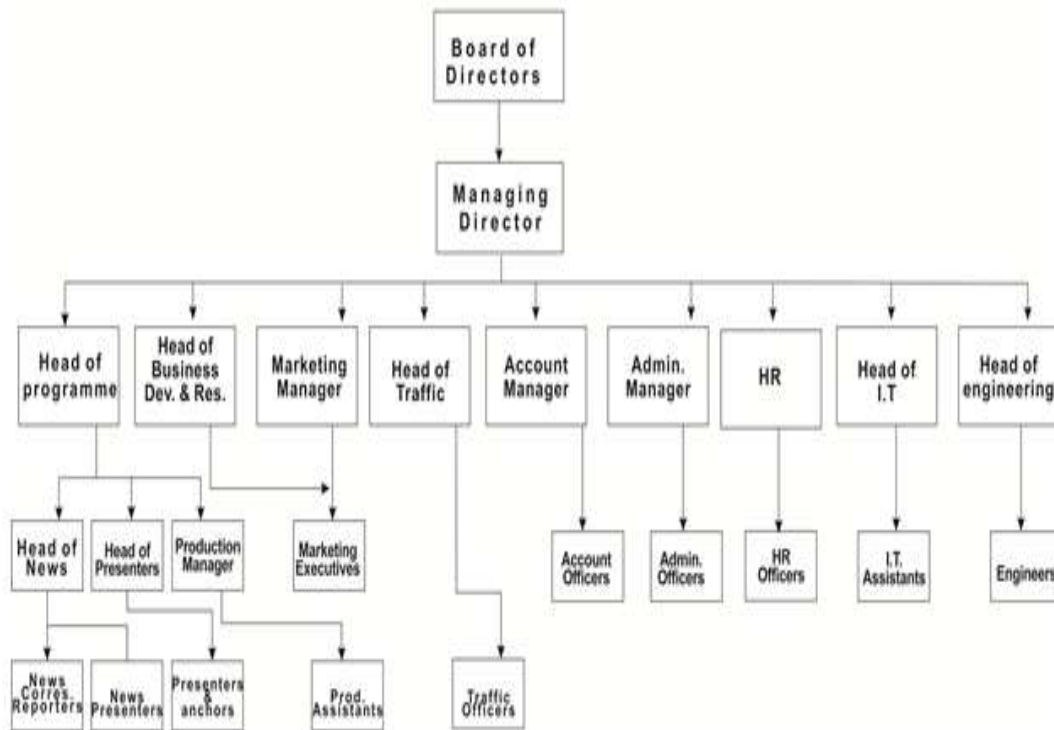 Board of
Directors
Managing
Director
Head of
programme
Head of
Business
Dev. & Res.
Marketing
Manager
Head of
Traffic
Account
Manager
Admin.
Manager
HR
Head of
I.T
Head of
engineering
Head of
News
Head of
Presenters
Production
Manager
Marketing
Executives
Account
Officers
Admin.
Officers
HR
Officers
I.T.
Assistants
Engineers
News
Corres.
Reporters
News
Presenters
Presenters
&
anchors
Prod.
Assistants
Traffic
Officers